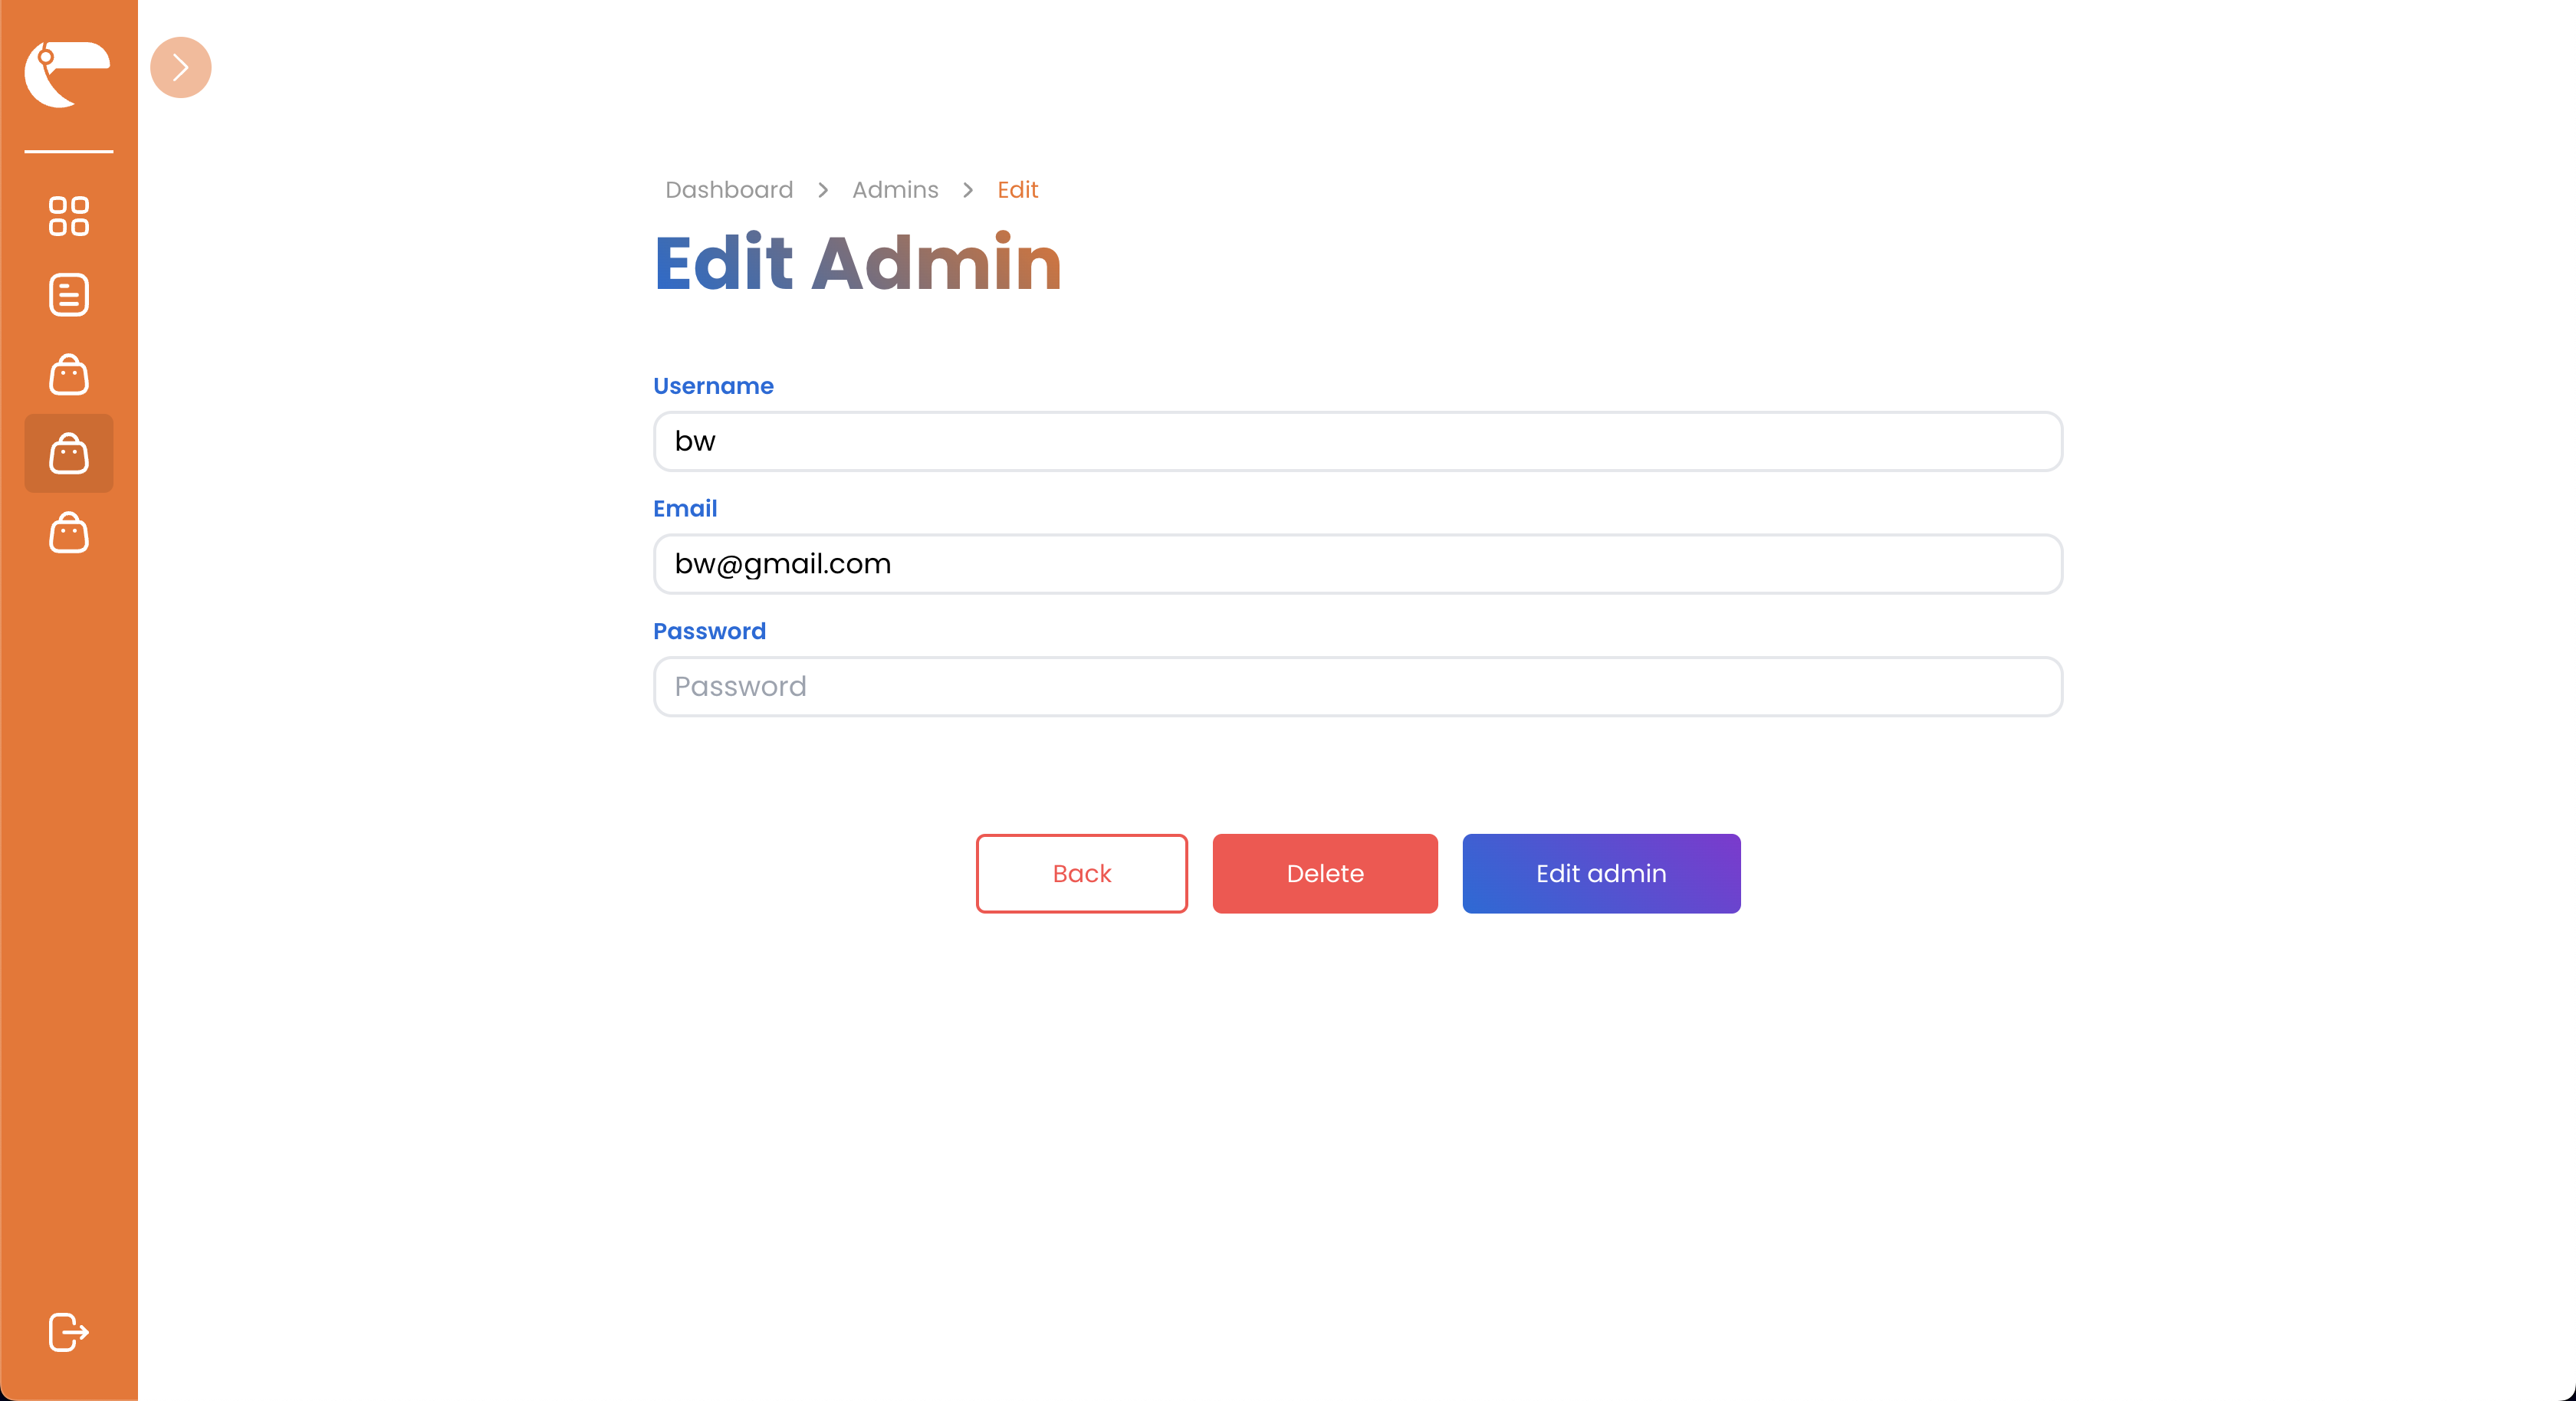 Dashboard > Admins > Edit
Edit Admin
Username
bw
Email
bw@gmail.com
Password
Password
Back Delete Edit admin